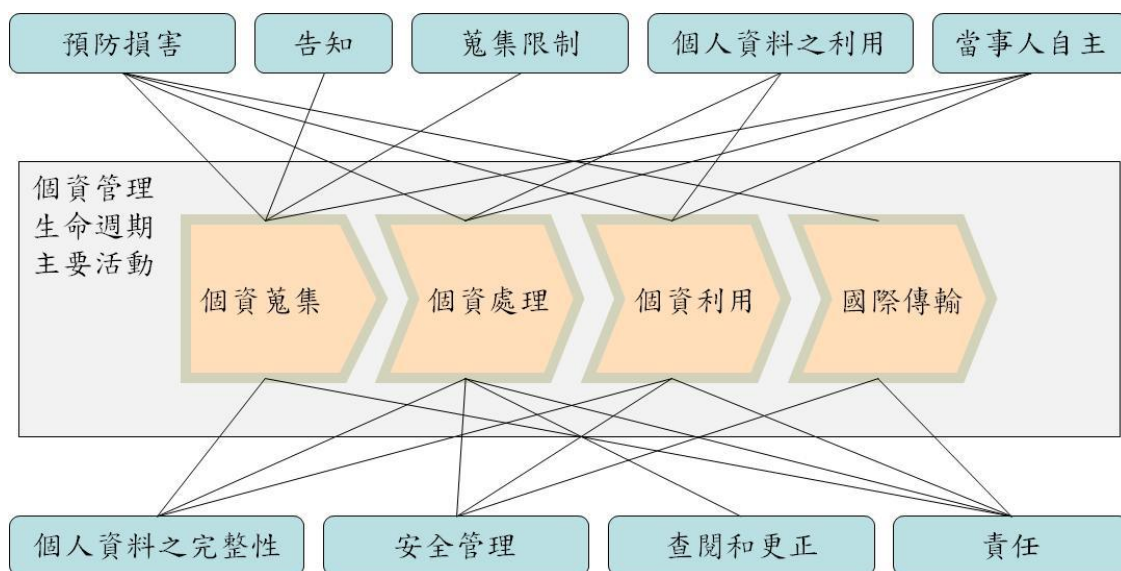 預防損害
告知
蒐集限制
個人資料之利用
當事人自主
個資管理
生命週期
主要活動
個資蒐集
個資處理
個資利用
國際傳輸
個人資料之完整性
安全管理
查閱和更正
責任